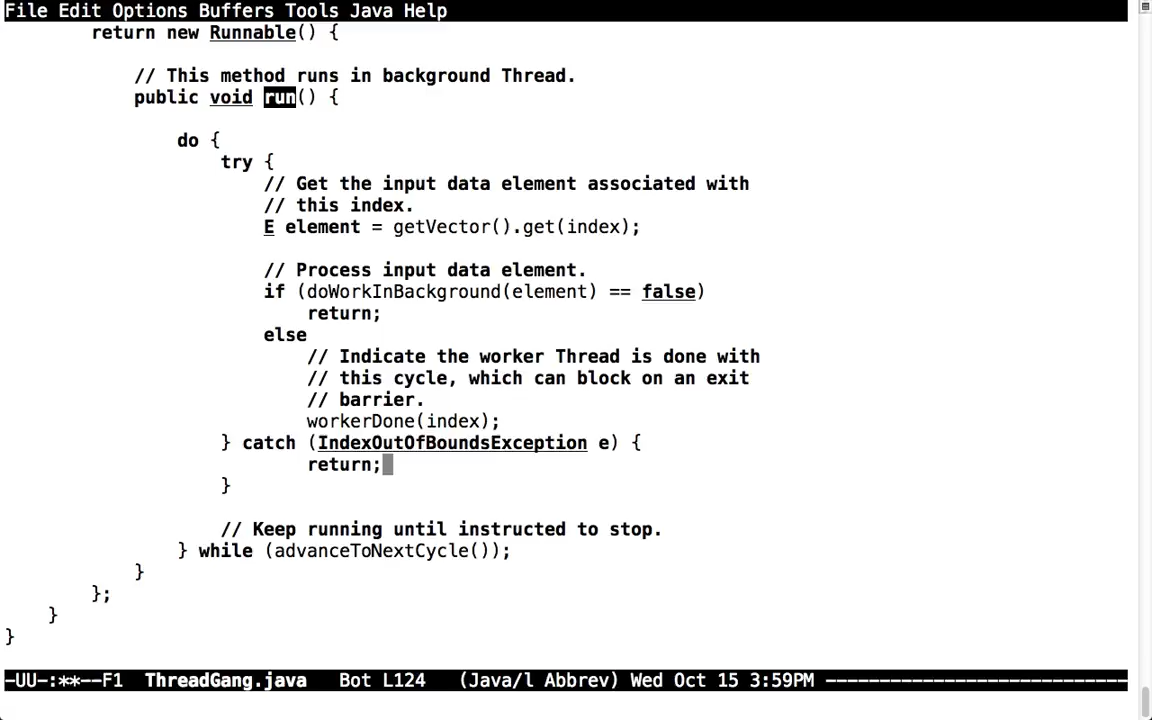 File Edit Options Buffers Tools Java Help
return new Runnable() {
// This method runs in background Thread.
public void run() {
do {
try {
// Get the input data element associated with
// this index.
E element = getVector().get(index);
// Process input data element.
if (doWorkInBackground(element) == false)
return;
else
// Indicate the worker Thread is done with
// this cycle, which can block on an exit
// barrier.
workerDone(index);
} catch (IndexOutOfBoundsException e) {
return;
}
// Keep running until instructed to stop.
} while (advanceToNextCycle());
}
};
}
}
-UU-:**--F1  ThreadGang.java   Bot L124   (Java/l Abbrev) Wed Oct 15 3:59PM ----------------------------